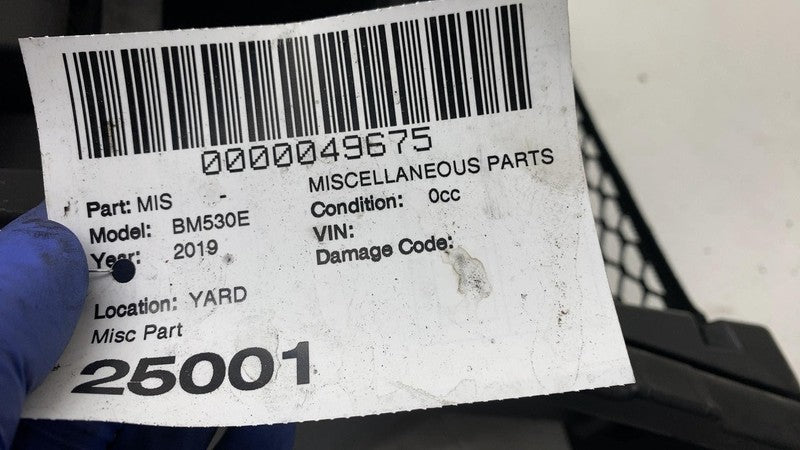 0000049675
MISCELLANEOUS PARTS
Part: MIS -
Condition: 0cc
Model: BM530E
VIN:
Year: 2019
Damage Code:
Location: YARD
Misc Part
25001